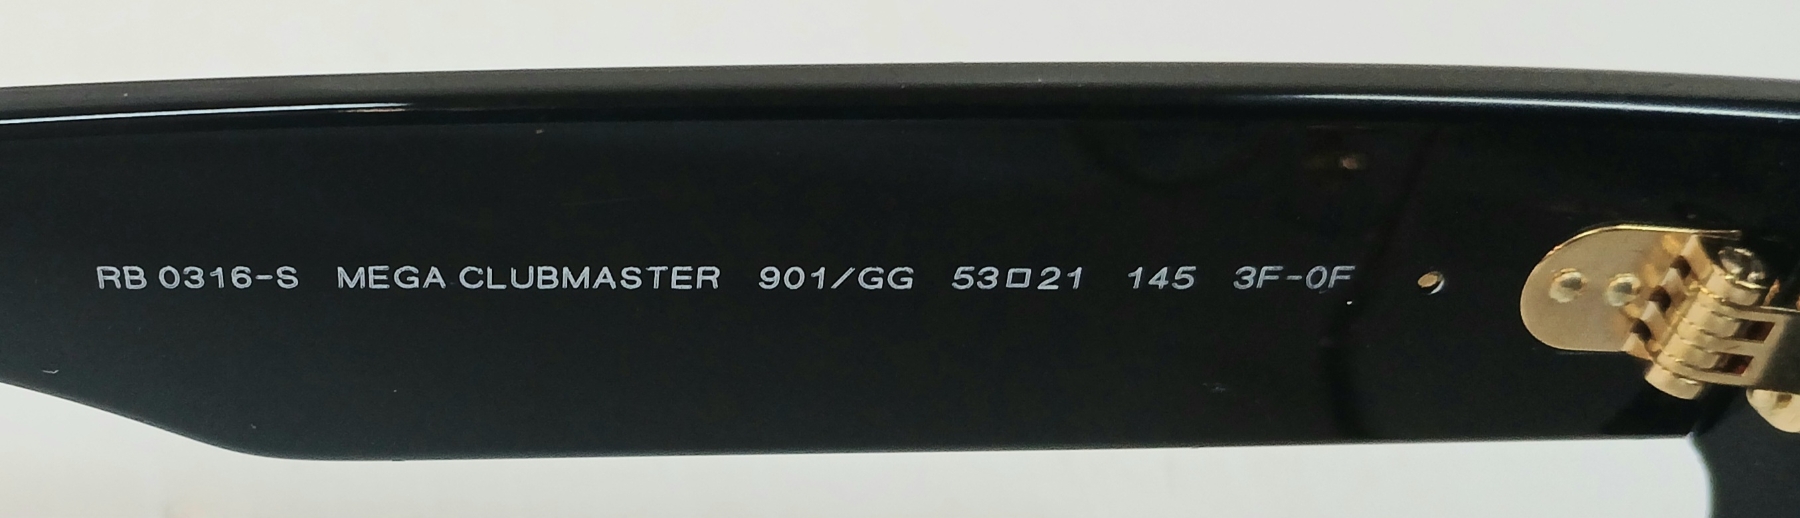 RB 0316-S MEGA CLUBMASTER 901/GG 53□21 145 3F-0F